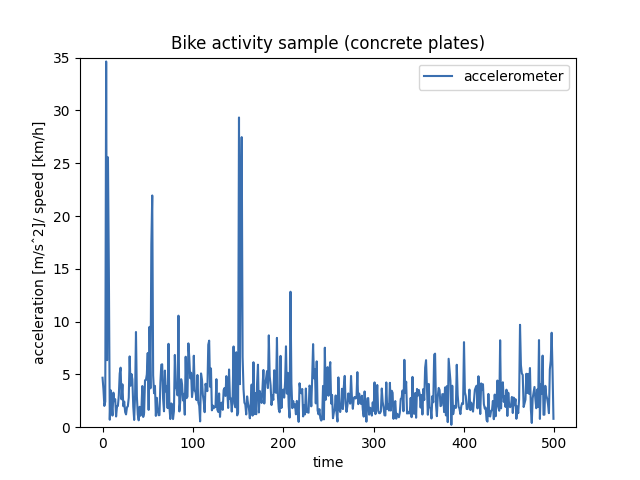 Bike activity sample (concrete plates)
accelerometer
acceleration [m/s^2]/ speed [km/h]
35
30
25
20
15
10
5
0
0 100 200 300 400 500
time